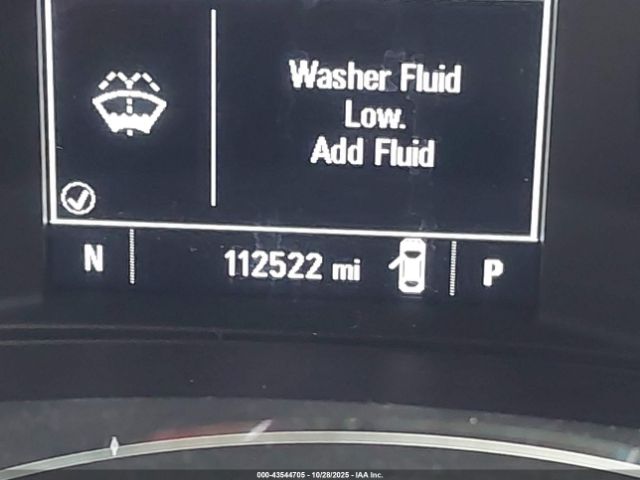 Washer Fluid
Low.
Add Fluid
N 112522 mi P
000-43544705 - 10/28/2025 - IAA Inc.